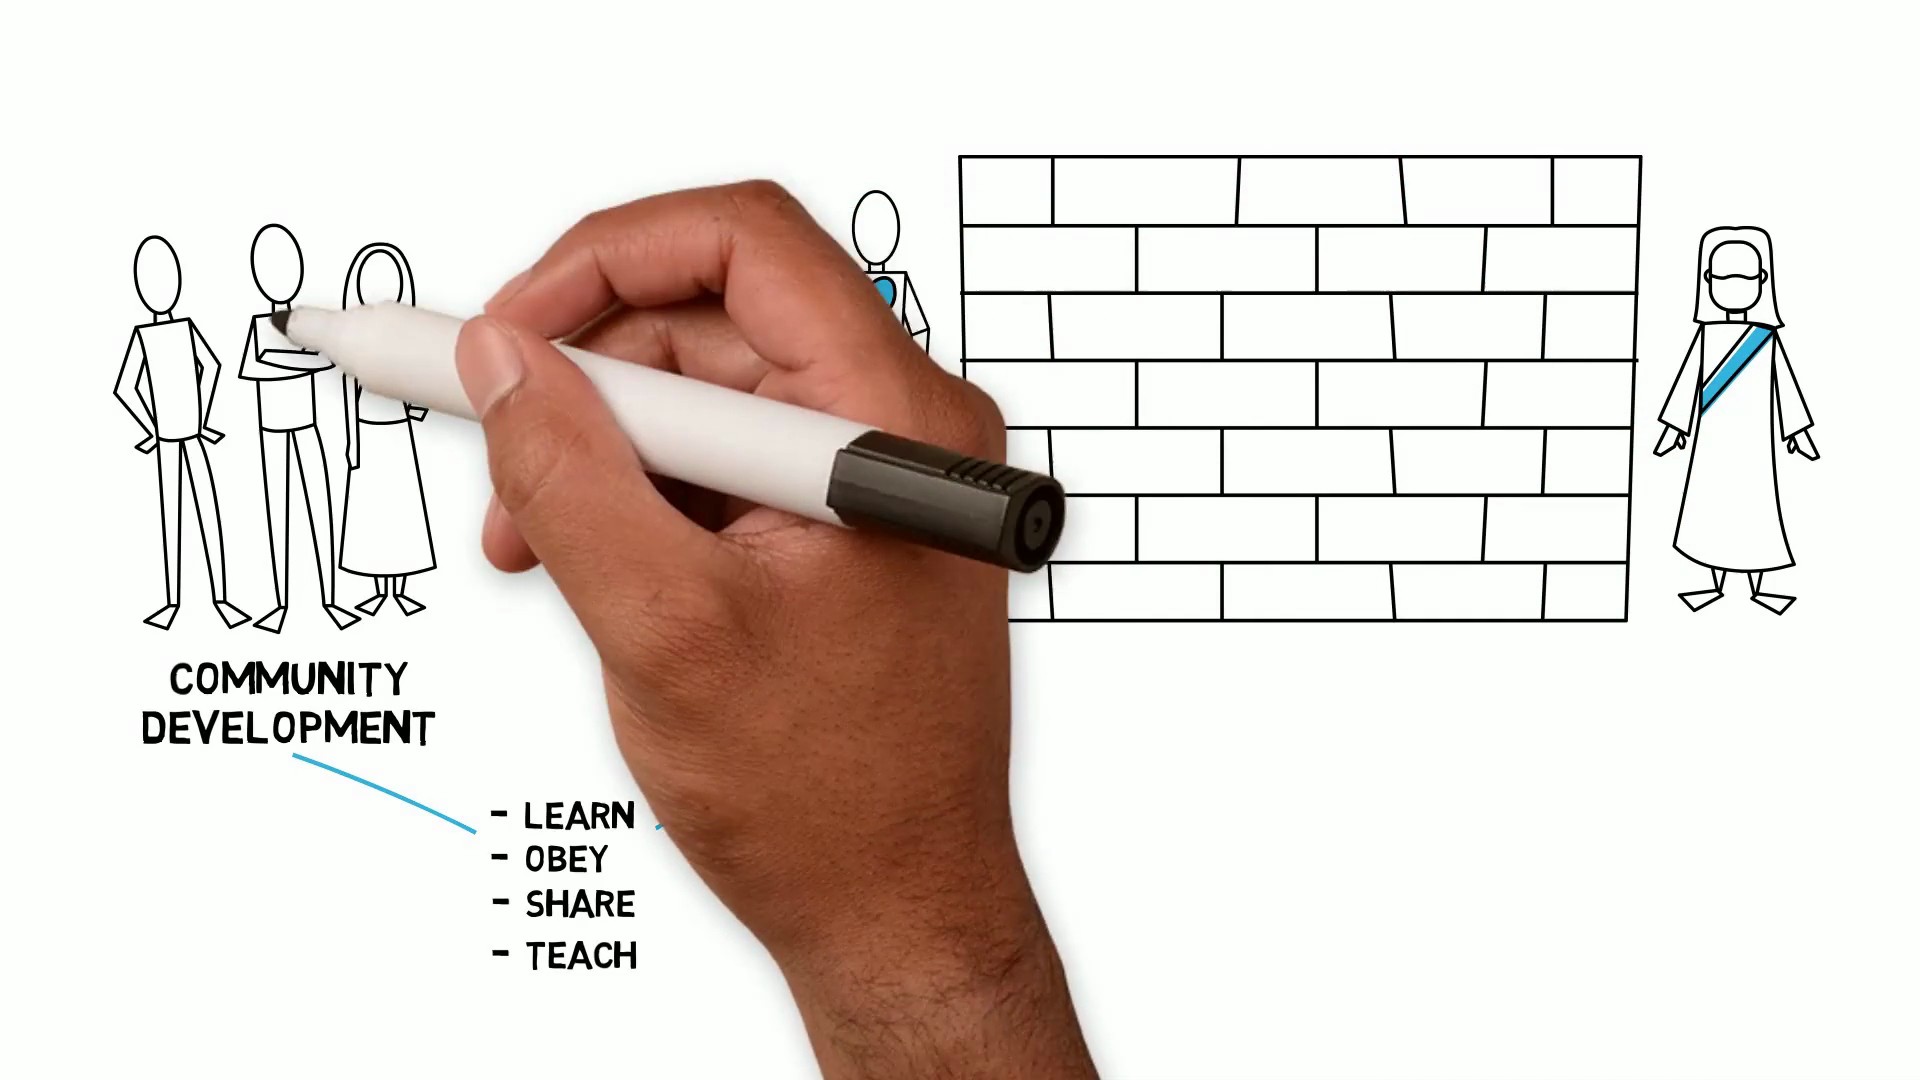 COMMUNITY
DEVELOPMENT
- LEARN
- OBEY
- SHARE
- TEACH